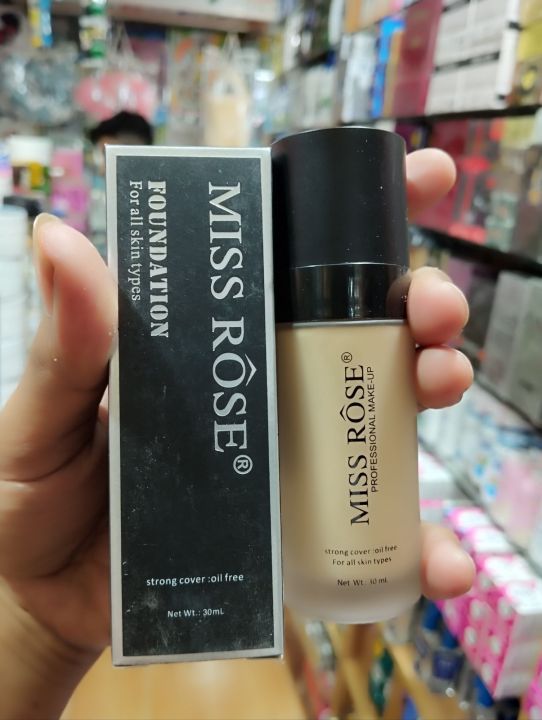 MISS RÔSE®
FOUNDATION
For all skin types
strong cover :oil free
Net Wt.: 30mL
MISS RÔSE®
PROFESSIONAL MAKE-UP
strong cover :oil free
For all skin types
Net Wt.: 30 mL